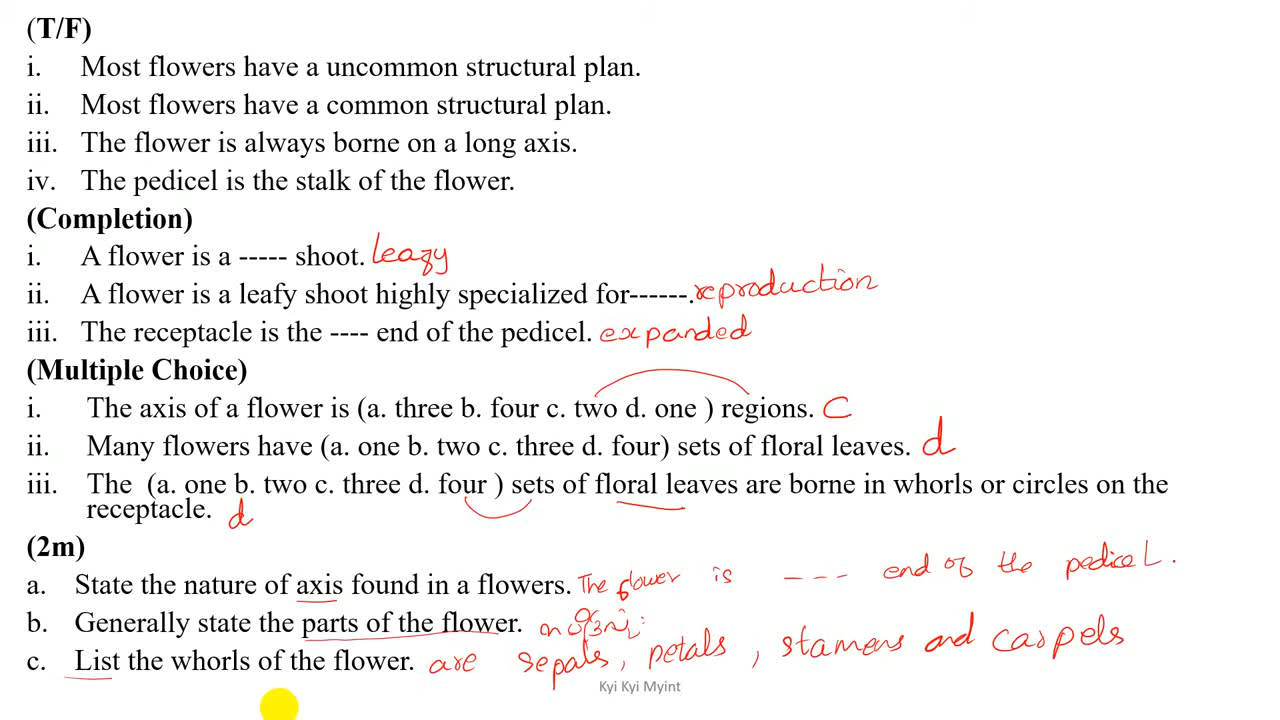 (T/F)
i. Most flowers have a uncommon structural plan.
ii. Most flowers have a common structural plan.
iii. The flower is always borne on a long axis.
iv. The pedicel is the stalk of the flower.
(Completion)
i. A flower is a ----- shoot. leafy
ii. A flower is a leafy shoot highly specialized for------. reproduction
iii. The receptacle is the ---- end of the pedicel. expanded
(Multiple Choice)
i. The axis of a flower is (a. three b. four c. two d. one ) regions. C
ii. Many flowers have (a. one b. two c. three d. four) sets of floral leaves. d
iii. The (a. one b. two c. three d. four ) sets of floral leaves are borne in whorls or circles on the
receptacle. d
(2m)
a. State the nature of axis found in a flowers. The flower is --- end of the pedicel.
b. Generally state the parts of the flower.
c. List the whorls of the flower. are sepals, petals, stamens and carpels
Kyi Kyi Myint